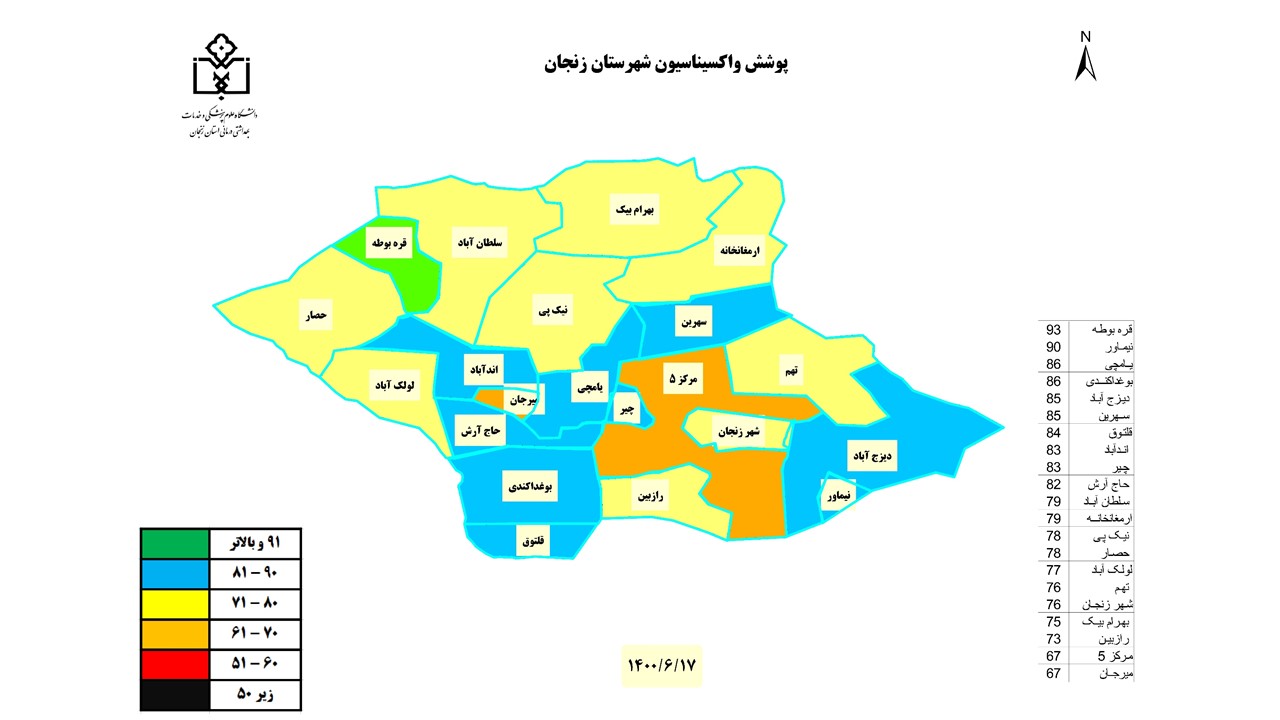 پوشش واکسیناسیون شهرستان زنجان
N
دانشگاه علوم پزشکی و خدمات
بهداشتی درمانی استان زنجان
بهرام بیک
قره بوطه
سلطان آباد
ارمغانخانه
حصار
نیک پی
سهرین
لولک آباد
اندآباد
یامچی
مرکز ۵
تهم
میرجان
چیر
حاج آرش
شهر زنجان
دیزج آباد
بوغداکندی
رازبین
نیماور
قلتوق
قره بوطه 93
نیماور 90
یامچی 86
بوغداکندی 86
دیزج آباد 85
سهرین 85
قلتوق 84
اندآباد 83
چیر 83
حاج آرش 82
سلطان آباد 79
ارمغانخانه 79
نیک پی 78
حصار 78
لولک آباد 77
تهم 76
شهر زنجان 76
بهرام بیک 75
رازبین 73
مرکز 5 67
میرجان 67
۹۱ و بالاتر
۸۱ – ۹۰
۷۱ – ۸۰
۶۱ – ۷۰
۵۱ – ۶۰
زیر ۵۰
۱۴۰۰/۶/۱۷